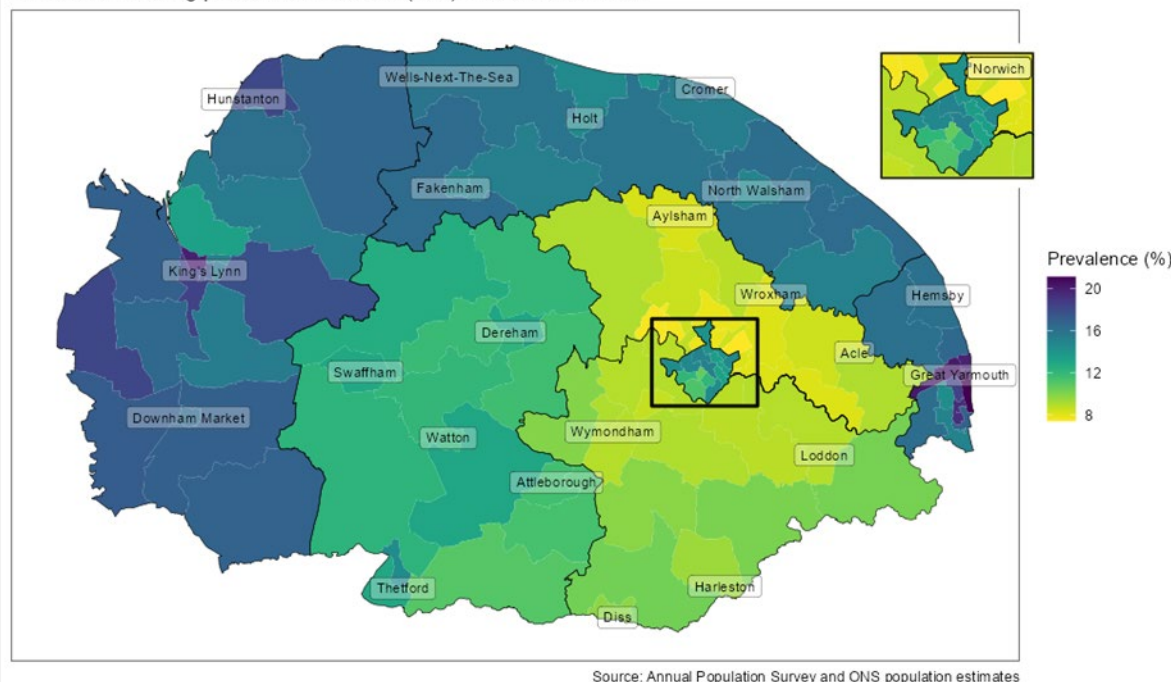 Hunstanton
Wells-Next-The-Sea
Cromer
Norwich
Holt
Fakenham
North Walsham
Aylsham
King's Lynn
Prevalence (%)
20
16
12
8
Wroxham
Hemsby
Dereham
Acle
Swaffham
Great Yarmouth
Downham Market
Watton
Wymondham
Loddon
Attleborough
Thetford
Harleston
Diss
Source: Annual Population Survey and ONS population estimates